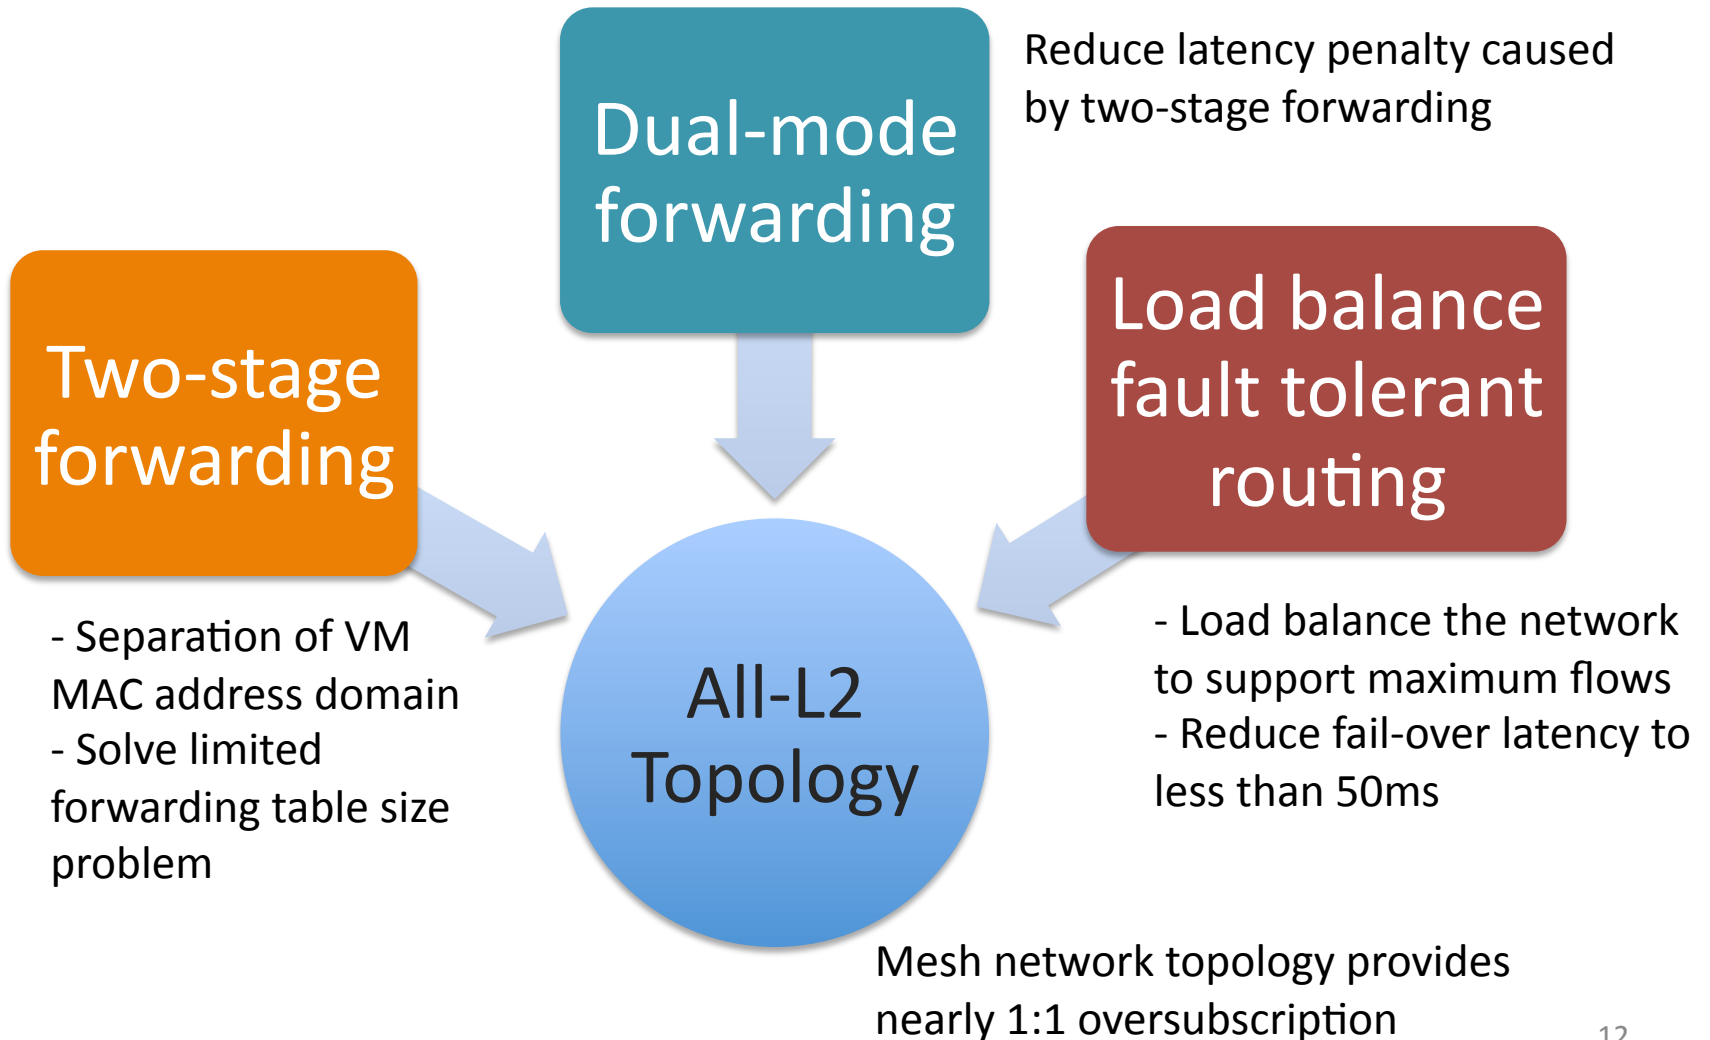 Dual-mode
forwarding
Reduce latency penalty caused
by two-stage forwarding
Two-stage
forwarding
Load balance
fault tolerant
routing
- Separation of VM
MAC address domain
- Solve limited
forwarding table size
problem
All-L2
Topology
- Load balance the network
to support maximum flows
- Reduce fail-over latency to
less than 50ms
Mesh network topology provides
nearly 1:1 oversubscription
12